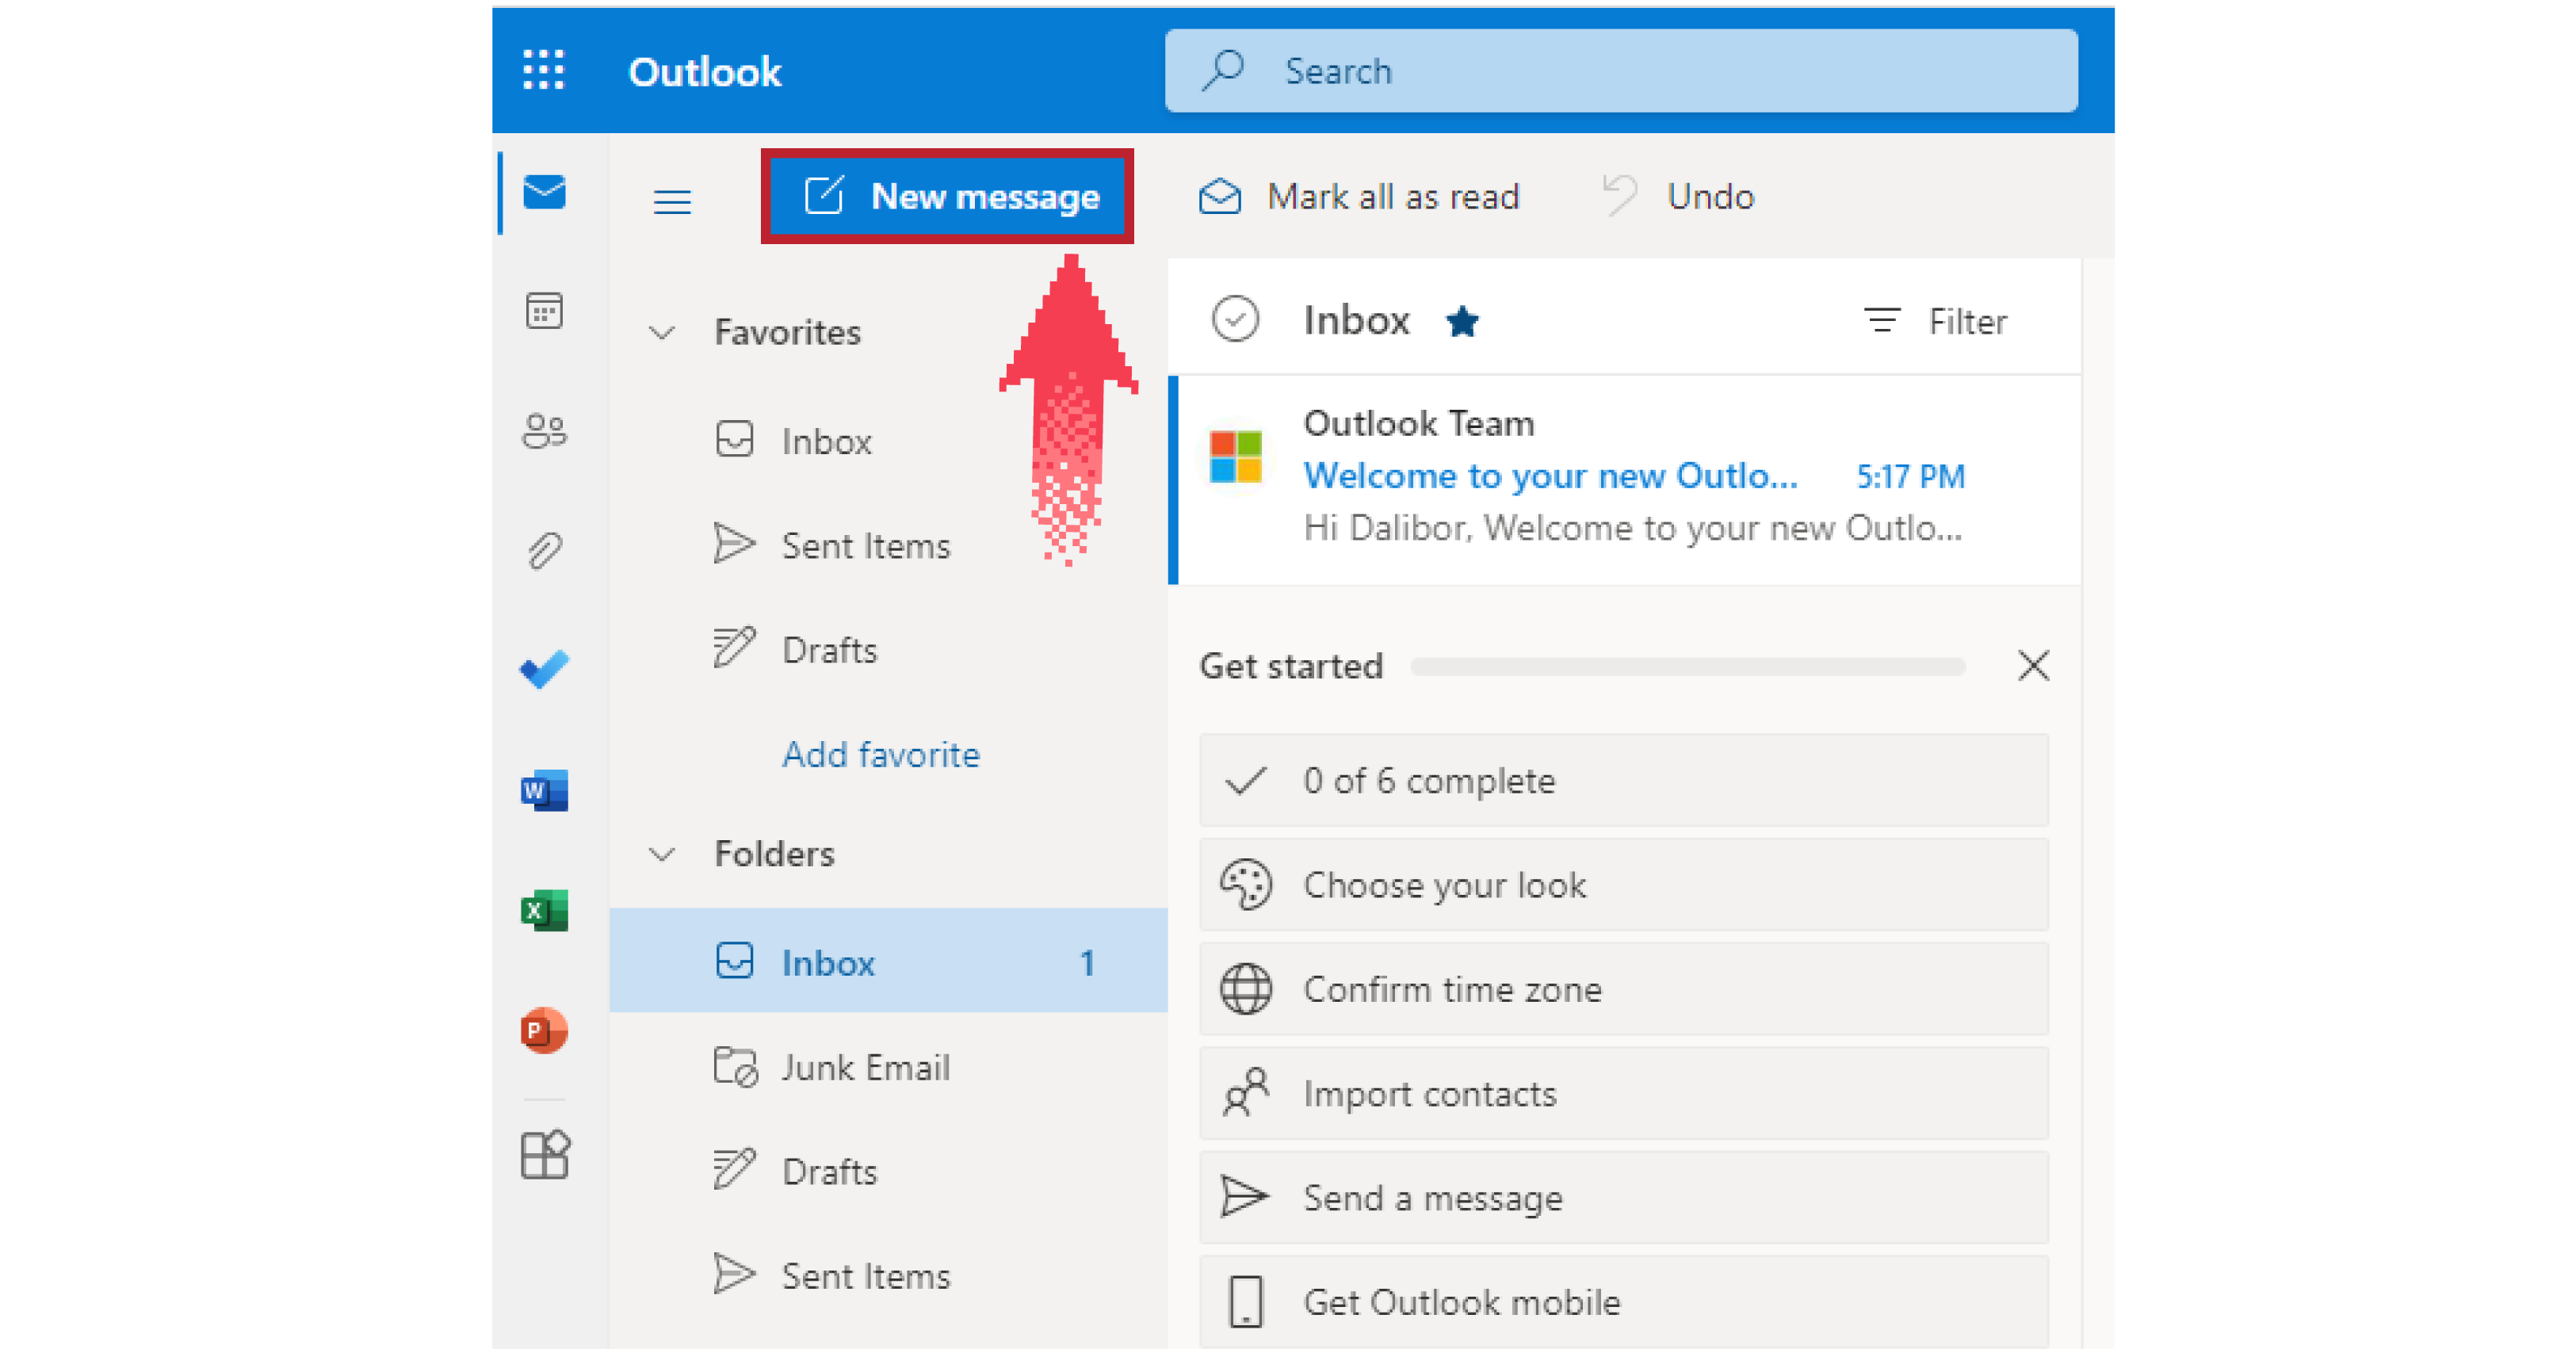 Outlook
Search
New message
Mark all as read
Undo
Favorites
Inbox
Sent Items
Drafts
Add favorite
Folders
Inbox 1
Junk Email
Drafts
Sent Items
Inbox
Filter
Outlook Team
Welcome to your new Outlo... 5:17 PM
Hi Dalibor, Welcome to your new Outlo...
Get started
0 of 6 complete
Choose your look
Confirm time zone
Import contacts
Send a message
Get Outlook mobile
W
X
P